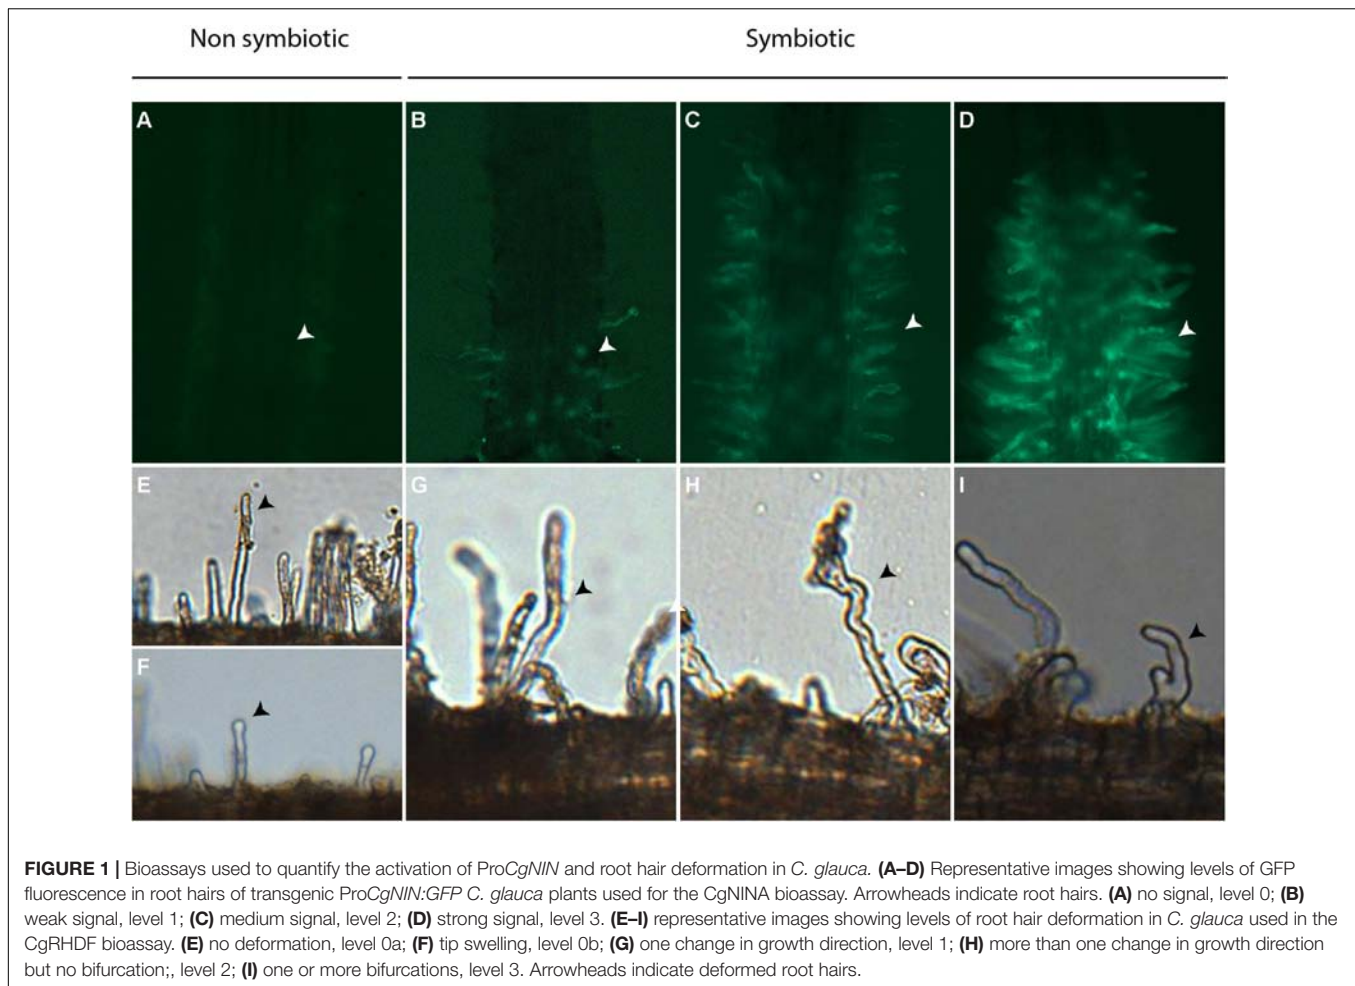 Non symbiotic
Symbiotic
A
B
C
D
E
G
H
I
F
FIGURE 1 | Bioassays used to quantify the activation of ProCgNIN and root hair deformation in C. glauca. (A–D) Representative images showing levels of GFP
fluorescence in root hairs of transgenic ProCgNIN:GFP C. glauca plants used for the CgNINA bioassay. Arrowheads indicate root hairs. (A) no signal, level 0; (B)
weak signal, level 1; (C) medium signal, level 2; (D) strong signal, level 3. (E–I) representative images showing levels of root hair deformation in C. glauca used in the
CgRHDF bioassay. (E) no deformation, level 0a; (F) tip swelling, level 0b; (G) one change in growth direction, level 1; (H) more than one change in growth direction
but no bifurcation;, level 2; (I) one or more bifurcations, level 3. Arrowheads indicate deformed root hairs.